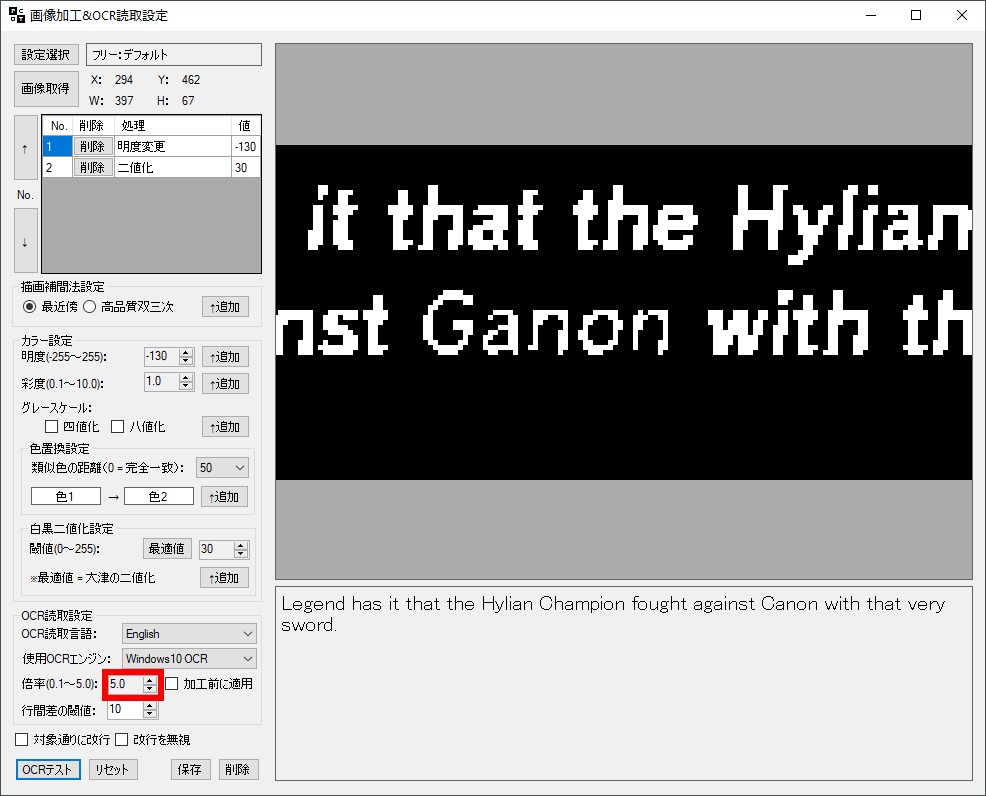 画像加工&OCR読取設定
設定選択 フリー:デフォルト
画像取得 X: 294 Y: 462
W: 397 H: 67
No. 削除 処理 値
1 削除 明度変更 -130
2 削除 二値化 30
↑
No.
↓
描画補間法設定
最近傍 高品質双三次 ↑追加
カラー設定
明度(-255～255): -130 ↑追加
彩度(0.1～10.0): 1.0 ↑追加
グレースケール:
四値化 八値化 ↑追加
色置換設定
類似色の距離(0 = 完全一致): 50
色1 → 色2 ↑追加
白黒二値化設定
閾値(0～255): 最適値 30
※最適値 = 大津の二値化 ↑追加
OCR読取設定
OCR読取言語: English
使用OCRエンジン: Windows10 OCR
倍率(0.1～5.0): 5.0 加工前に適用
行間差の閾値: 10
対象通りに改行 改行を無視
OCRテスト リセット 保存 削除
it that the Hylian
nst Ganon with th
Legend has it that the Hylian Champion fought against Canon with that very
sword.